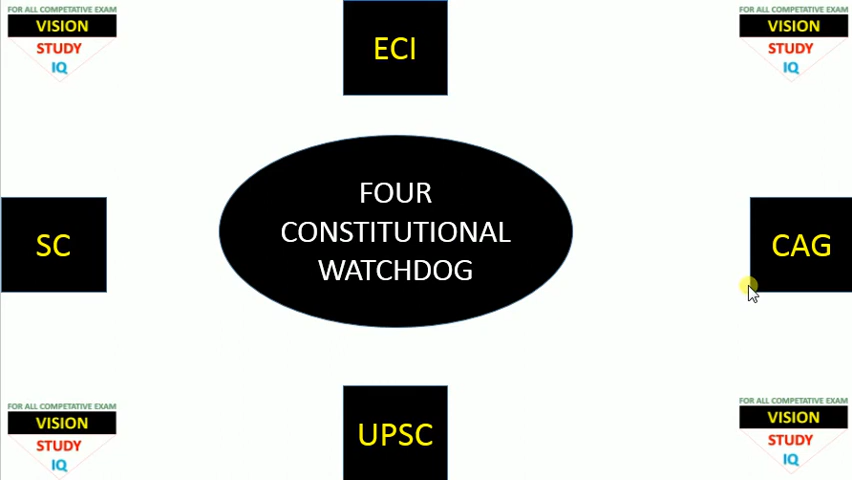 FOR ALL COMPETATIVE EXAM
VISION
STUDY
IQ
ECI
FOR ALL COMPETATIVE EXAM
VISION
STUDY
IQ
SC
FOUR
CONSTITUTIONAL
WATCHDOG
CAG
FOR ALL COMPETATIVE EXAM
VISION
STUDY
IQ
UPSC
FOR ALL COMPETATIVE EXAM
VISION
STUDY
IQ